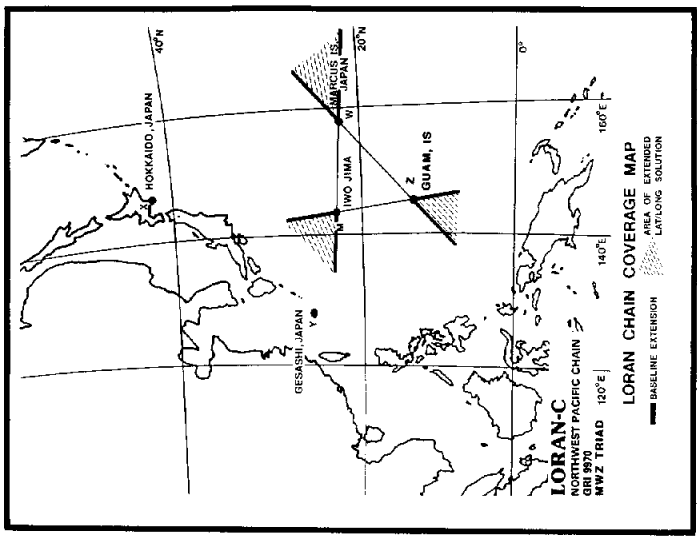 40°N
X
HOKKAIDO, JAPAN
20°N
MARCUS IS.
JAPAN
W
0°
160°E
Z
GUAM, IS
IWO JIMA
M
140°E
GESASHI, JAPAN
Y
120°E
LORAN-C
NORTHWEST PACIFIC CHAIN
GRI 9970
MWZ TRIAD
LORAN CHAIN COVERAGE MAP
BASELINE EXTENSION
AREA OF EXTENDED
LAT/LONG SOLUTION